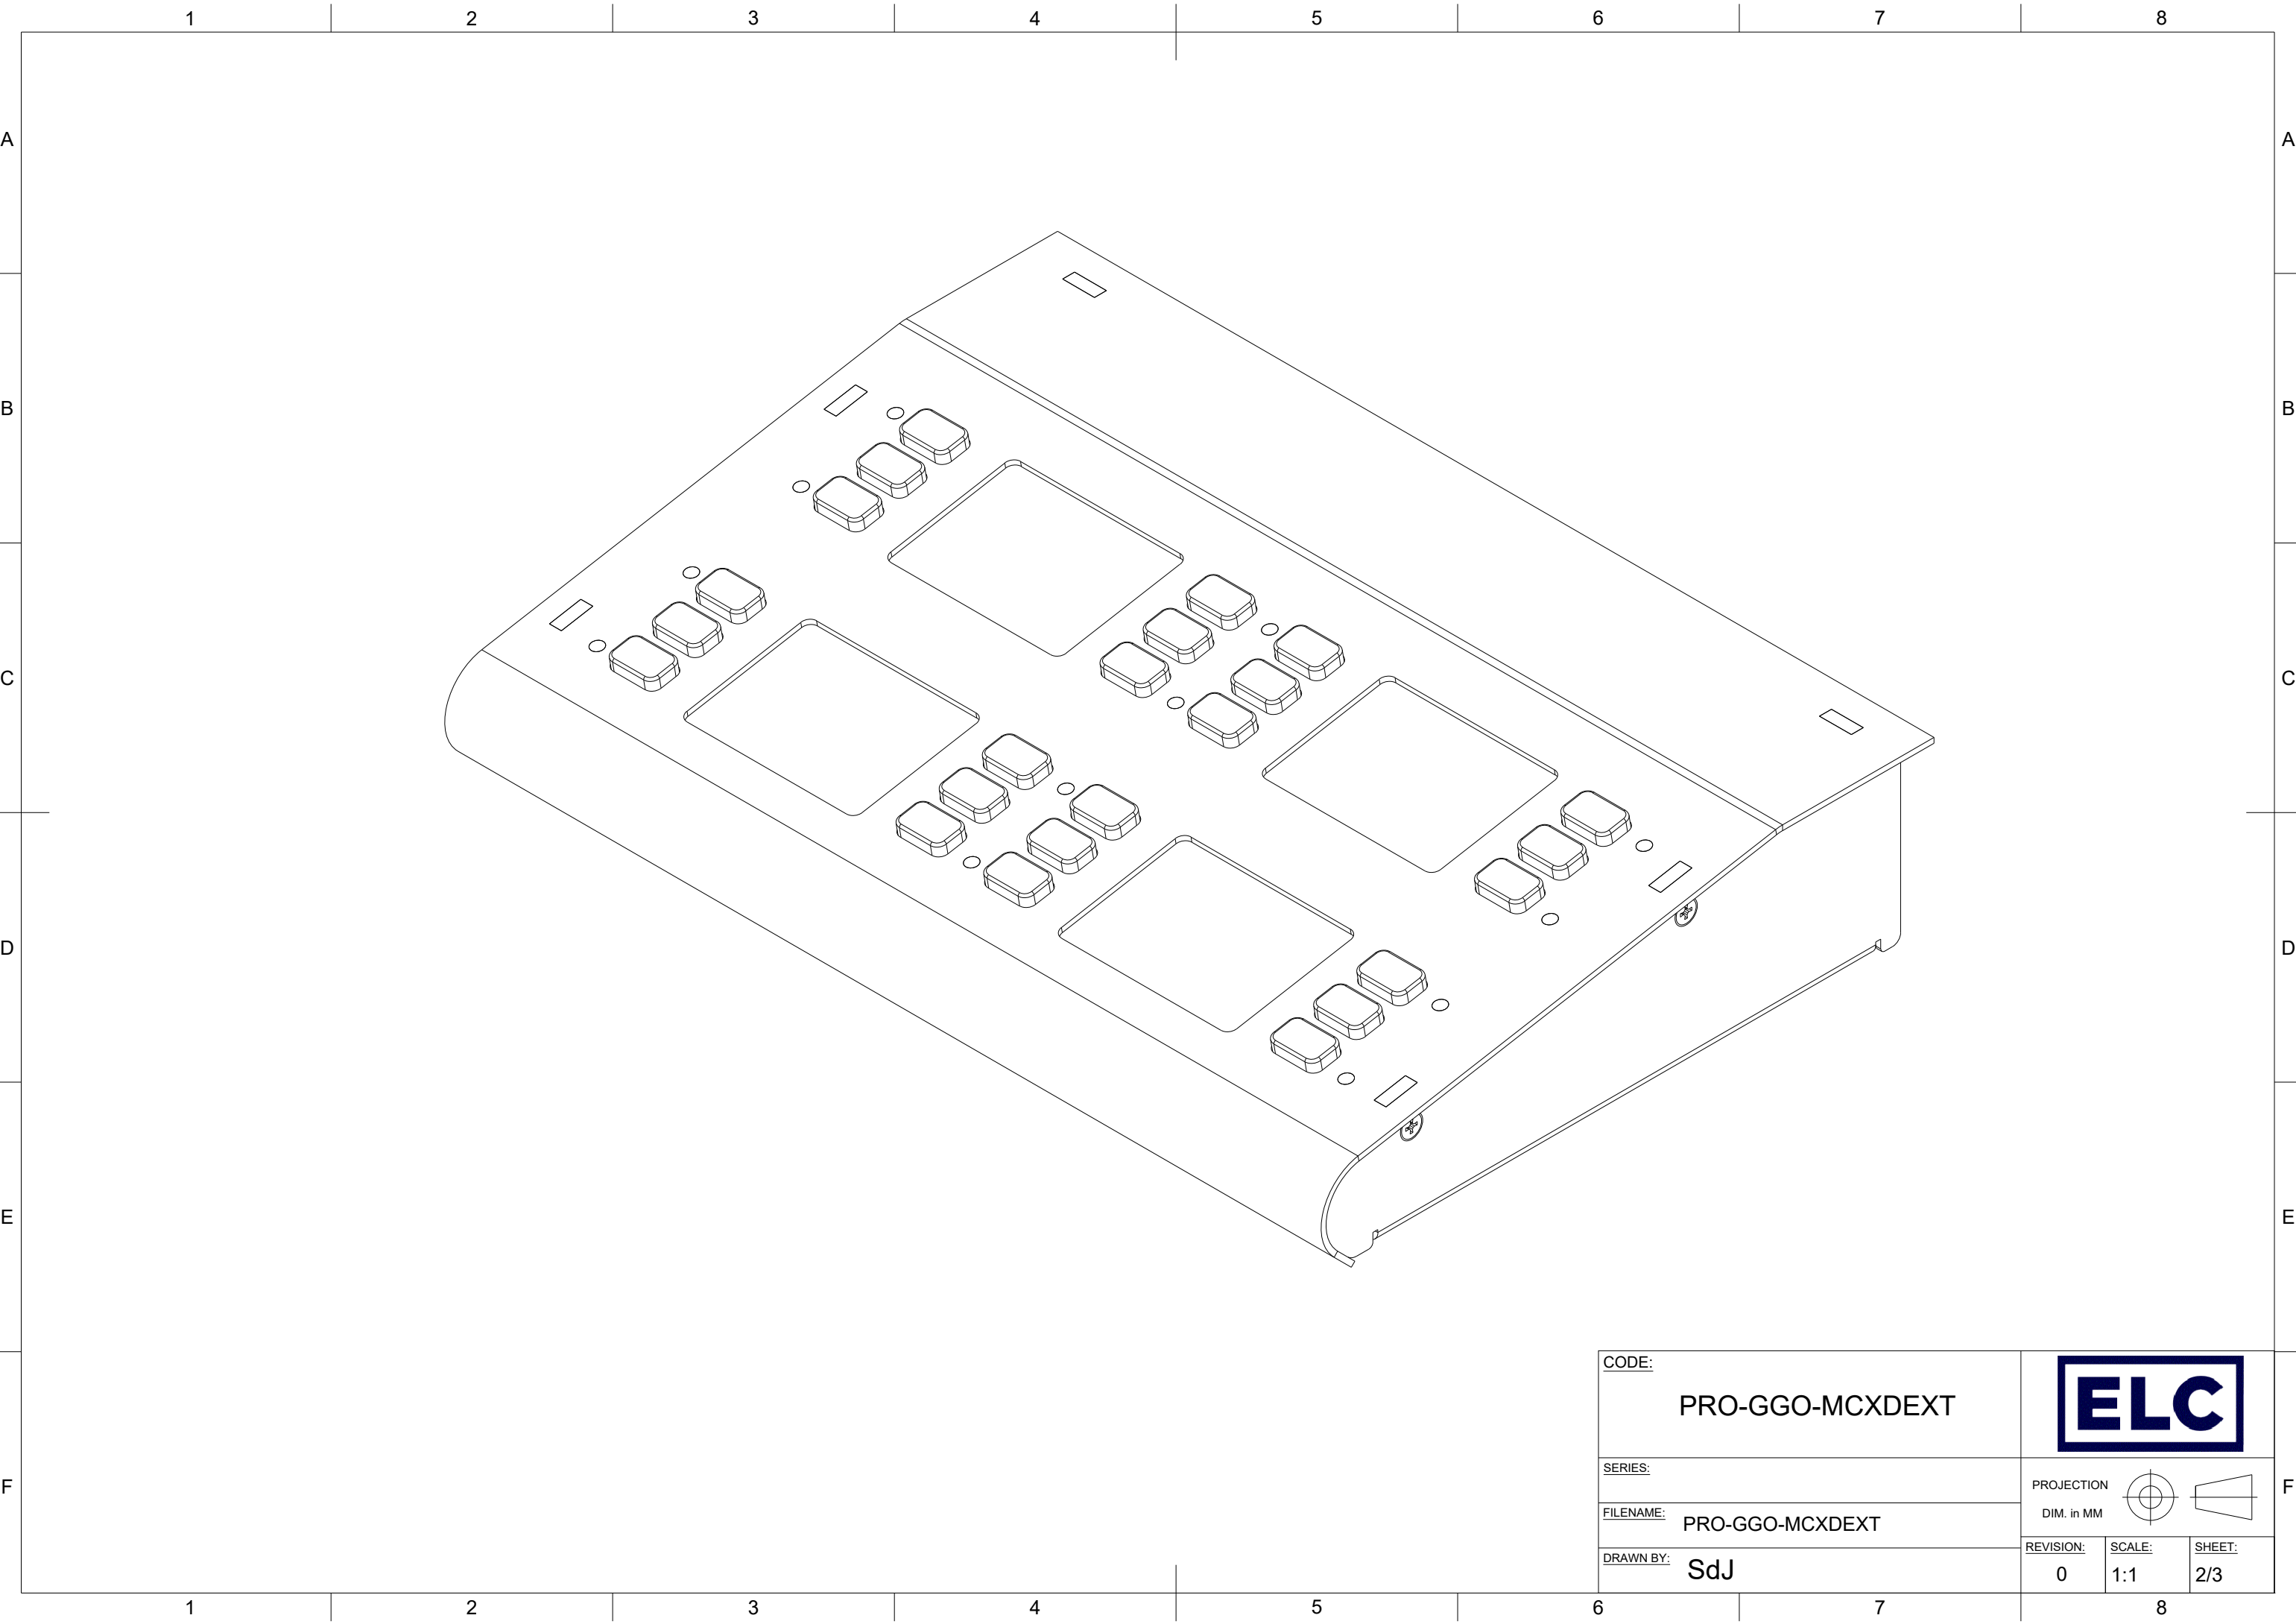 1 2 3 4 5 6 7 8
A A
B B
C C
D D
E E
F F
CODE:
PRO-GGO-MCXDEXT
ELC
SERIES:
PROJECTION
DIM. in MM
FILENAME: PRO-GGO-MCXDEXT
DRAWN BY: SdJ
REVISION: SCALE: SHEET:
0 1:1 2/3
1 2 3 4 5 6 7 8